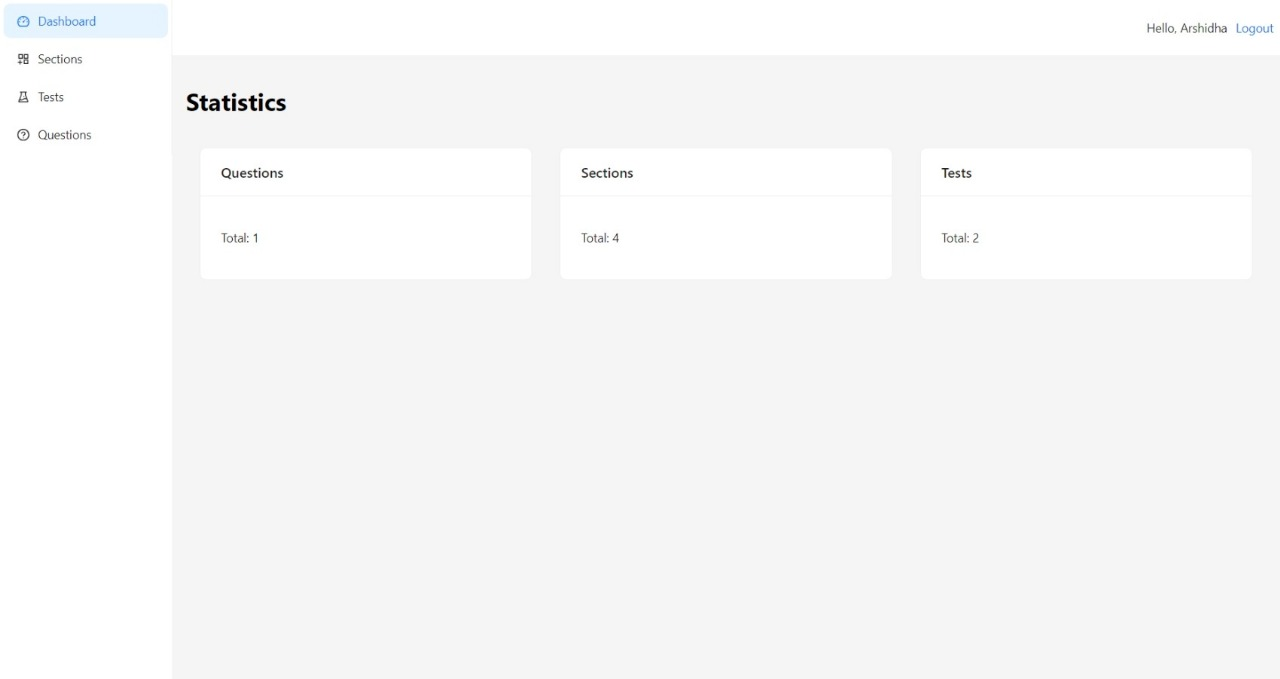 Dashboard
Sections
Tests
Questions
Hello, Arshidha Logout
Statistics
Questions
Total: 1
Sections
Total: 4
Tests
Total: 2